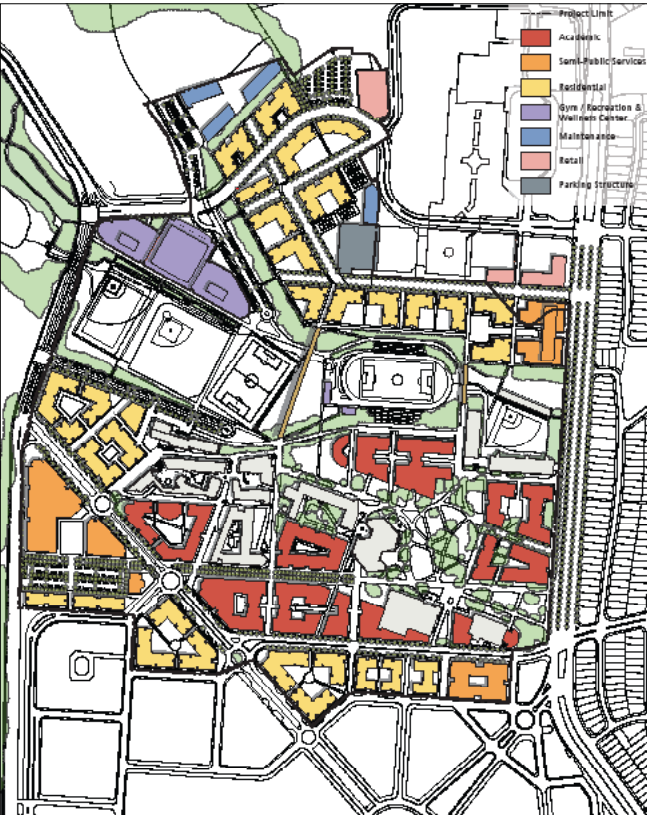 Project Limit
Academic
Semi-Public Services
Residential
Gym / Recreation &
Wellness Center
Maintenance
Retail
Parking Structure